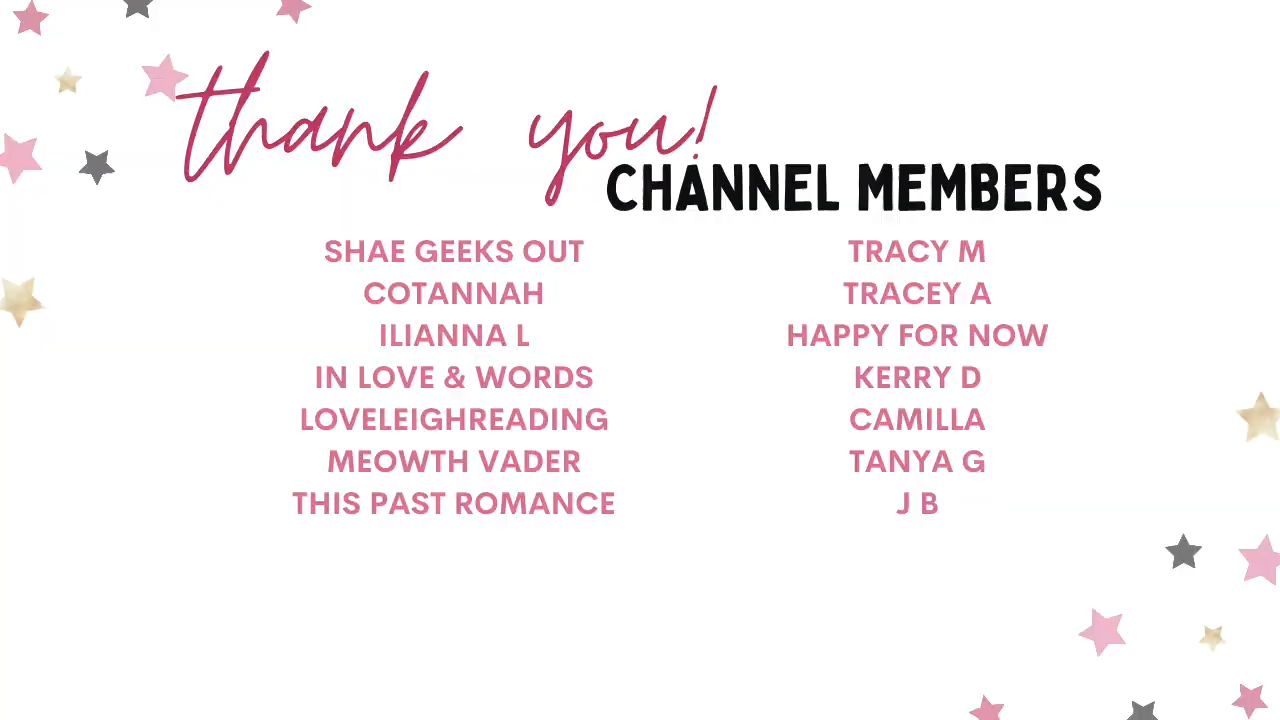 thank you!
CHANNEL MEMBERS
SHAE GEEKS OUT
COTANNAH
ILIANNA L
IN LOVE & WORDS
LOVELEIGHREADING
MEOWTH VADER
THIS PAST ROMANCE
TRACY M
TRACEY A
HAPPY FOR NOW
KERRY D
CAMILLA
TANYA G
J B